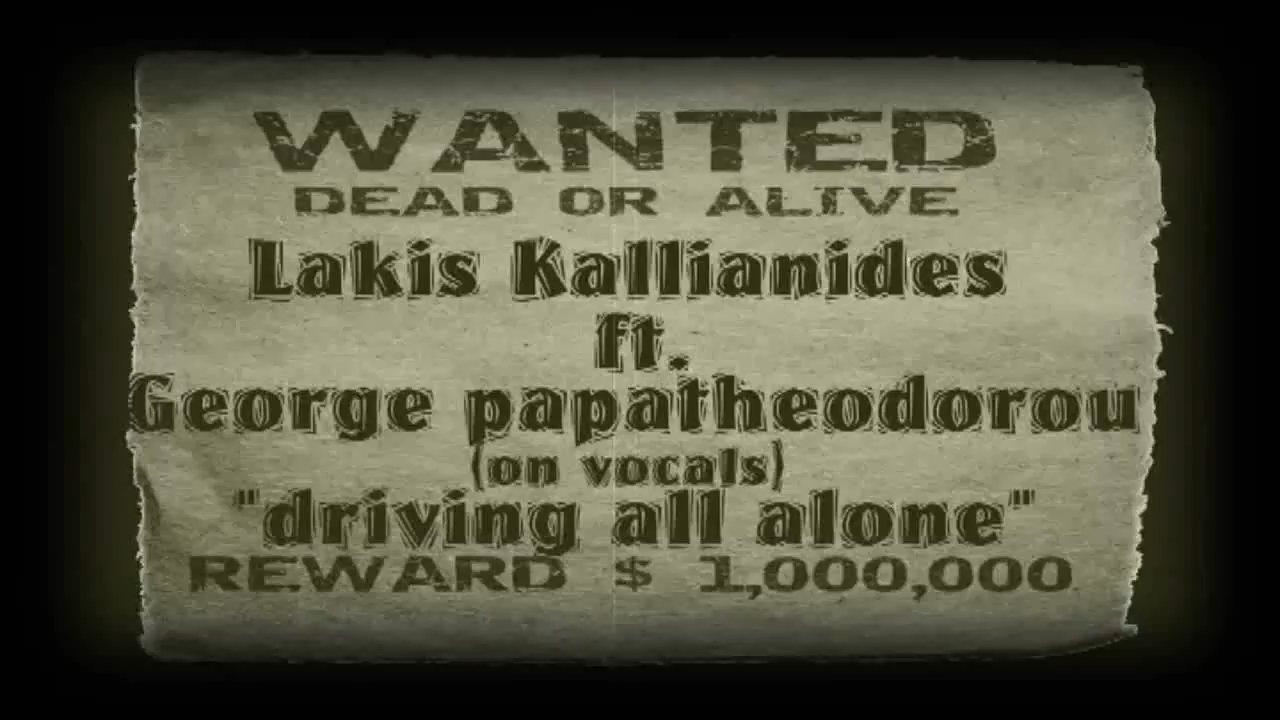 WANTED
DEAD OR ALIVE
Lakis Kallianides
ft.
George papatheodorou
(on vocals)
"driving all alone"
REWARD $ 1,000,000